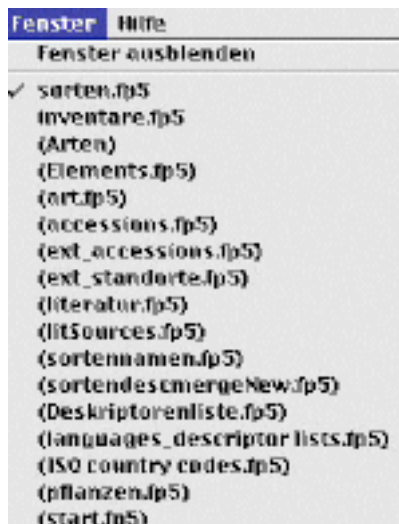 Fenster Hilfe
Fenster ausblenden
✓ sorten.fp5
inventare.fp5
(Arten)
(Elements.fp5)
(art.fp5)
(accessions.fp5)
(ext_accessions.fp5)
(ext_standorte.fp5)
(literatur.fp5)
(litSources.fp5)
(sortennamen.fp5)
(sortendescmergeNew.fp5)
(Deskriptorenliste.fp5)
(languages_descriptor lists.fp5)
(ISO country codes.fp5)
(pflanzen.fp5)
(start.fp5)